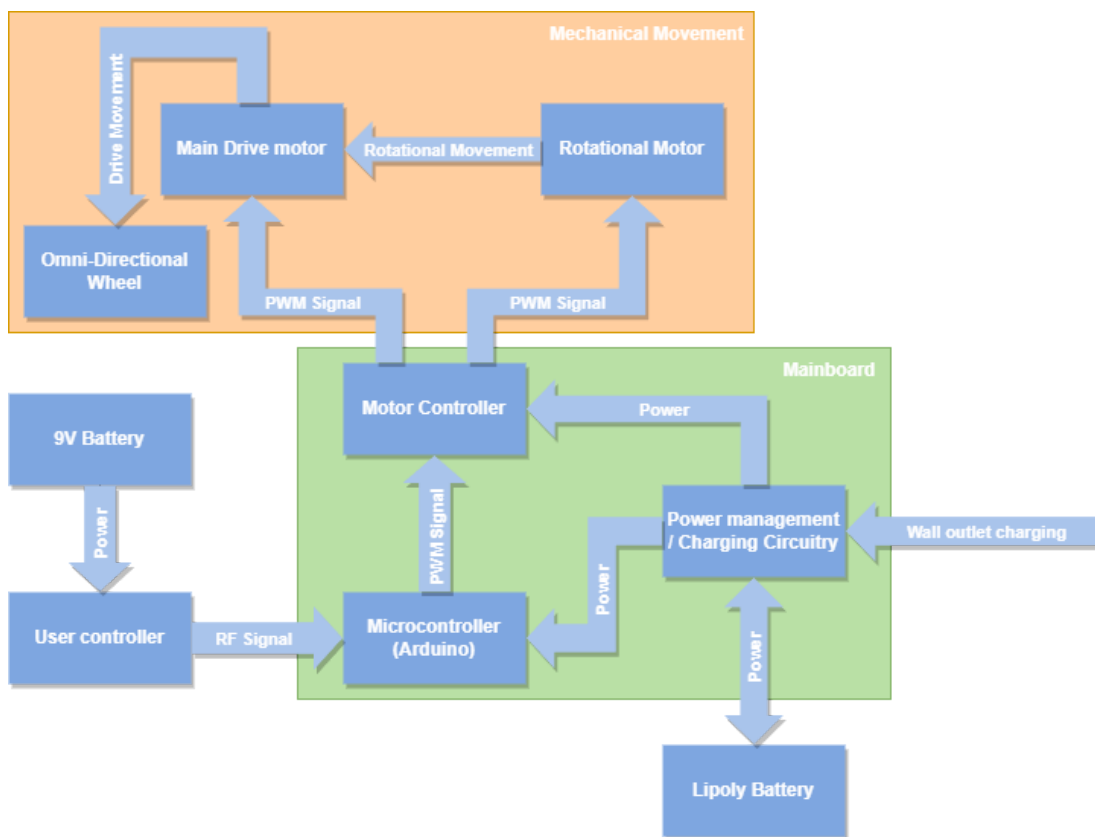 Mechanical Movement
Drive Movement
Main Drive motor
Rotational Movement
Rotational Motor
Omni-Directional
Wheel
PWM Signal
PWM Signal
Mainboard
Motor Controller
Power
9V Battery
Power
PWM Signal
Power management
/ Charging Circuitry
Wall outlet charging
Power
User controller
RF Signal
Microcontroller
(Arduino)
Power
Lipoly Battery